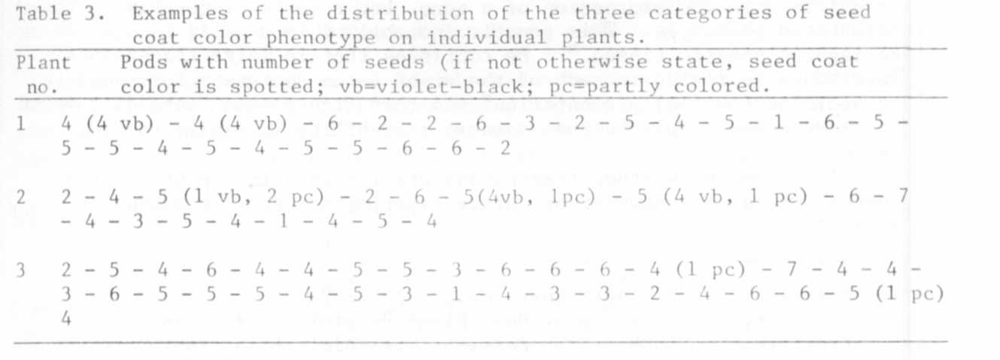 Table 3. Examples of the distribution of the three categories of seed
coat color phenotype on individual plants.
Plant Pods with number of seeds (if not otherwise state, seed coat
no. color is spotted; vb=violet-black; pc=partly colored.
1 4 (4 vb) - 4 (4 vb) - 6 - 2 - 2 - 6 - 3 - 2 - 5 - 4 - 5 - 1 - 6 - 5 -
5 - 5 - 4 - 5 - 4 - 5 - 5 - 6 - 6 - 2
2 2 - 4 - 5 (1 vb, 2 pc) - 2 - 6 - 5(4vb, 1pc) - 5 (4 vb, 1 pc) - 6 - 7
- 4 - 3 - 5 - 4 - 1 - 4 - 5 - 4
3 2 - 5 - 4 - 6 - 4 - 4 - 5 - 5 - 3 - 6 - 6 - 6 - 4 (1 pc) - 7 - 4 - 4 -
3 - 6 - 5 - 5 - 5 - 4 - 5 - 3 - 1 - 4 - 3 - 3 - 2 - 4 - 6 - 6 - 5 (1 pc)
4